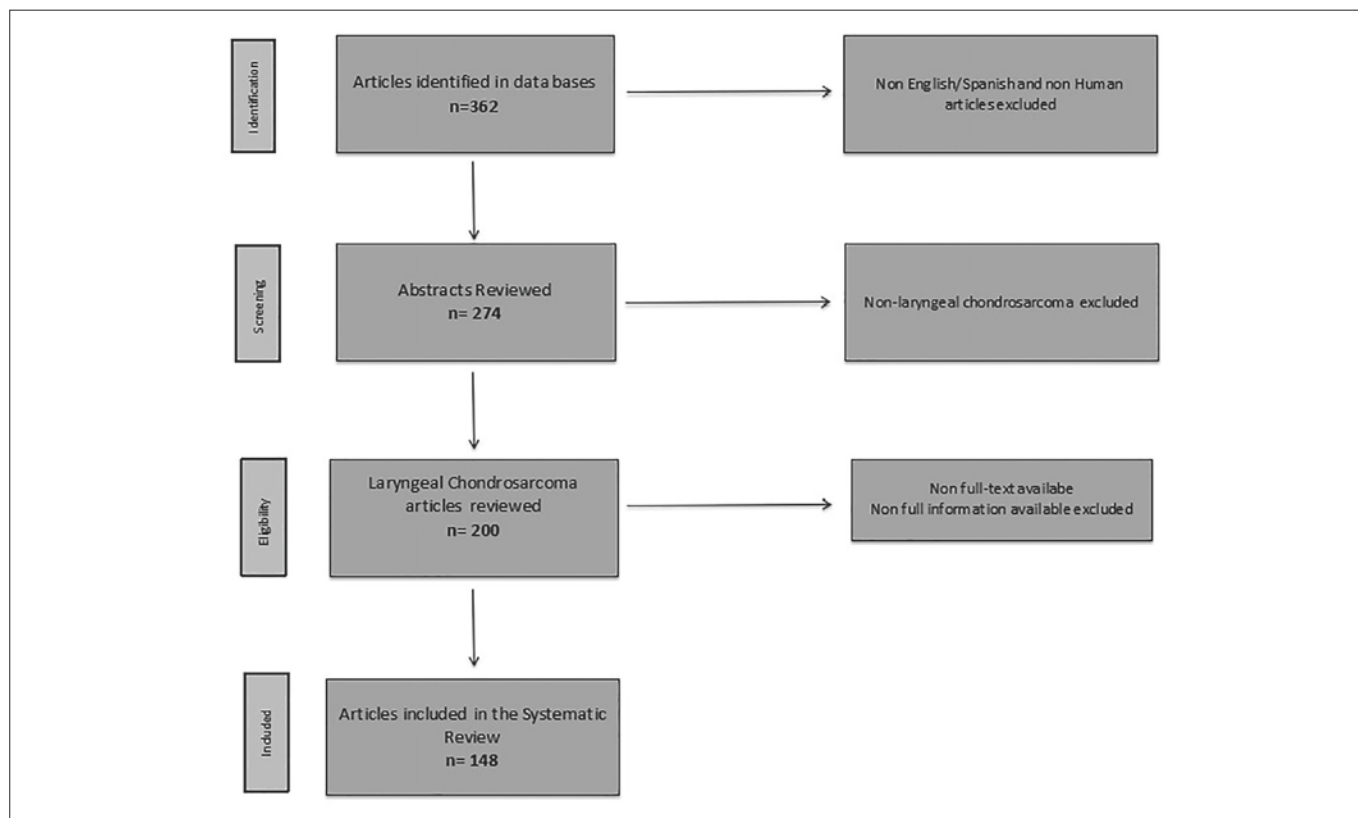 Identification
Articles identified in data bases
n=362
Non English/Spanish and non Human
articles excluded
Screening
Abstracts Reviewed
n= 274
Non-laryngeal chondrosarcoma excluded
Eligibility
Laryngeal Chondrosarcoma
articles reviewed
n= 200
Non full-text availabe
Non full information available excluded
Included
Articles included in the Systematic
Review
n= 148